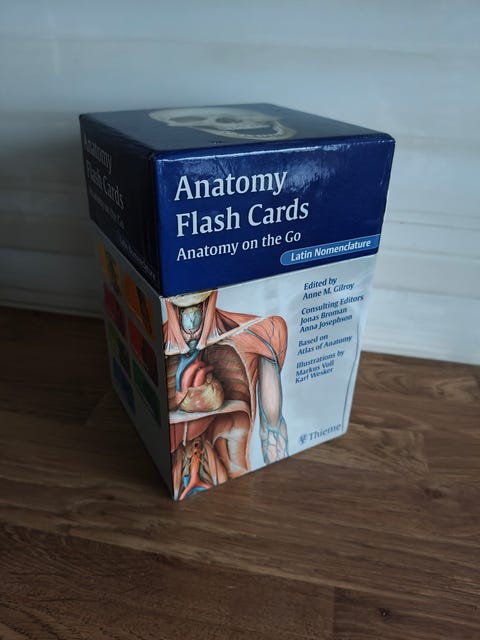 Anatomy
Flash Cards
Anatomy on the Go
Latin Nomenclature
Edited by
Anne M. Gilroy
Consulting Editors
Jonas Broman
Anna Josephson
Based on
Atlas of Anatomy
Illustrations by
Markus Voll
Karl Wesker
Thieme
Anatomy
Flash Cards
Anatomy on the Go
Latin Nomenclature